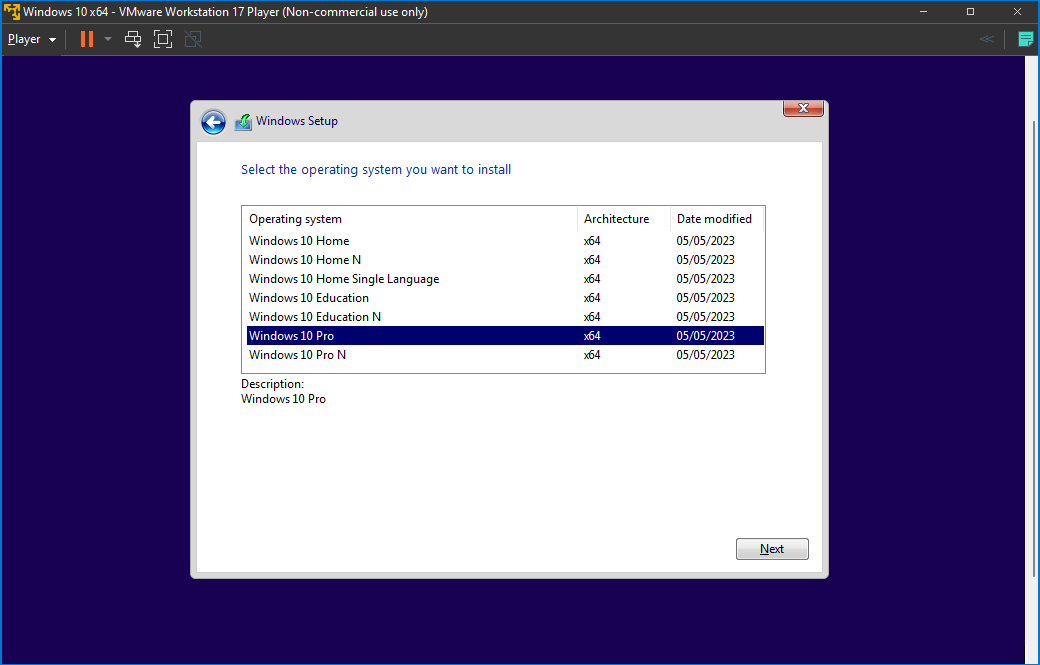 Windows 10 x64 - VMware Workstation 17 Player (Non-commercial use only)
Player
Windows Setup
Select the operating system you want to install
Operating system Architecture Date modified
Windows 10 Home x64 05/05/2023
Windows 10 Home N x64 05/05/2023
Windows 10 Home Single Language x64 05/05/2023
Windows 10 Education x64 05/05/2023
Windows 10 Education N x64 05/05/2023
Windows 10 Pro x64 05/05/2023
Windows 10 Pro N x64 05/05/2023
Description:
Windows 10 Pro
Next